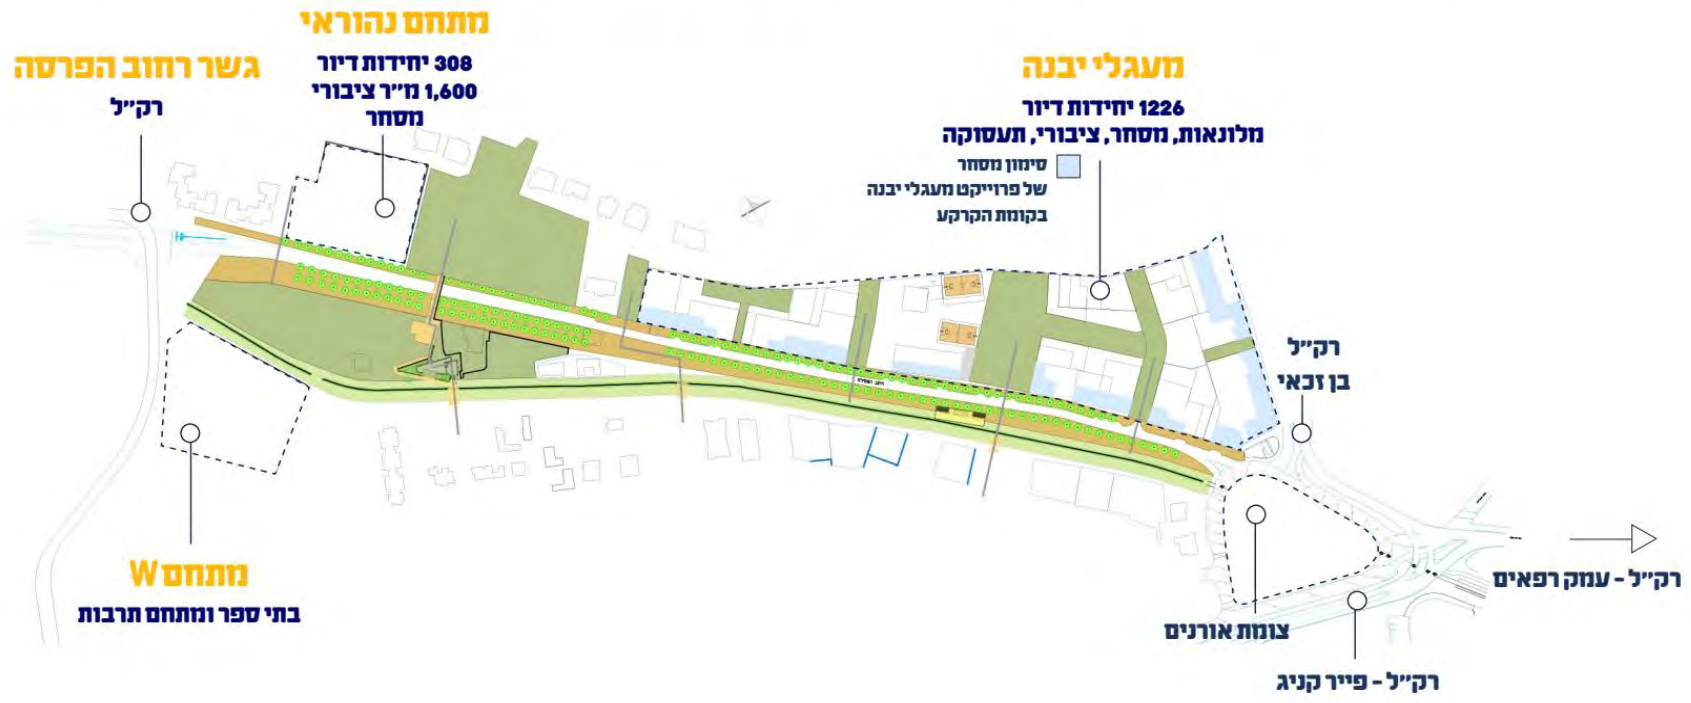 מתחם נהוראי
308 יחידות דיור
1,600 מ״ר ציבורי
מסחר
מעגלי יבנה
1226 יחידות דיור
מלונאות, מסחר, ציבורי, תעסוקה
סימון מסחר
של פרוייקט מעגלי יבנה
בקומת הקרקע
גשר רחוב הפרסה
רק״ל
רק״ל
בן זכאי
רק״ל - עמק רפאים
צומת אורנים
רק״ל - פייר קניג
מתחם W
בתי ספר ומתחם תרבות